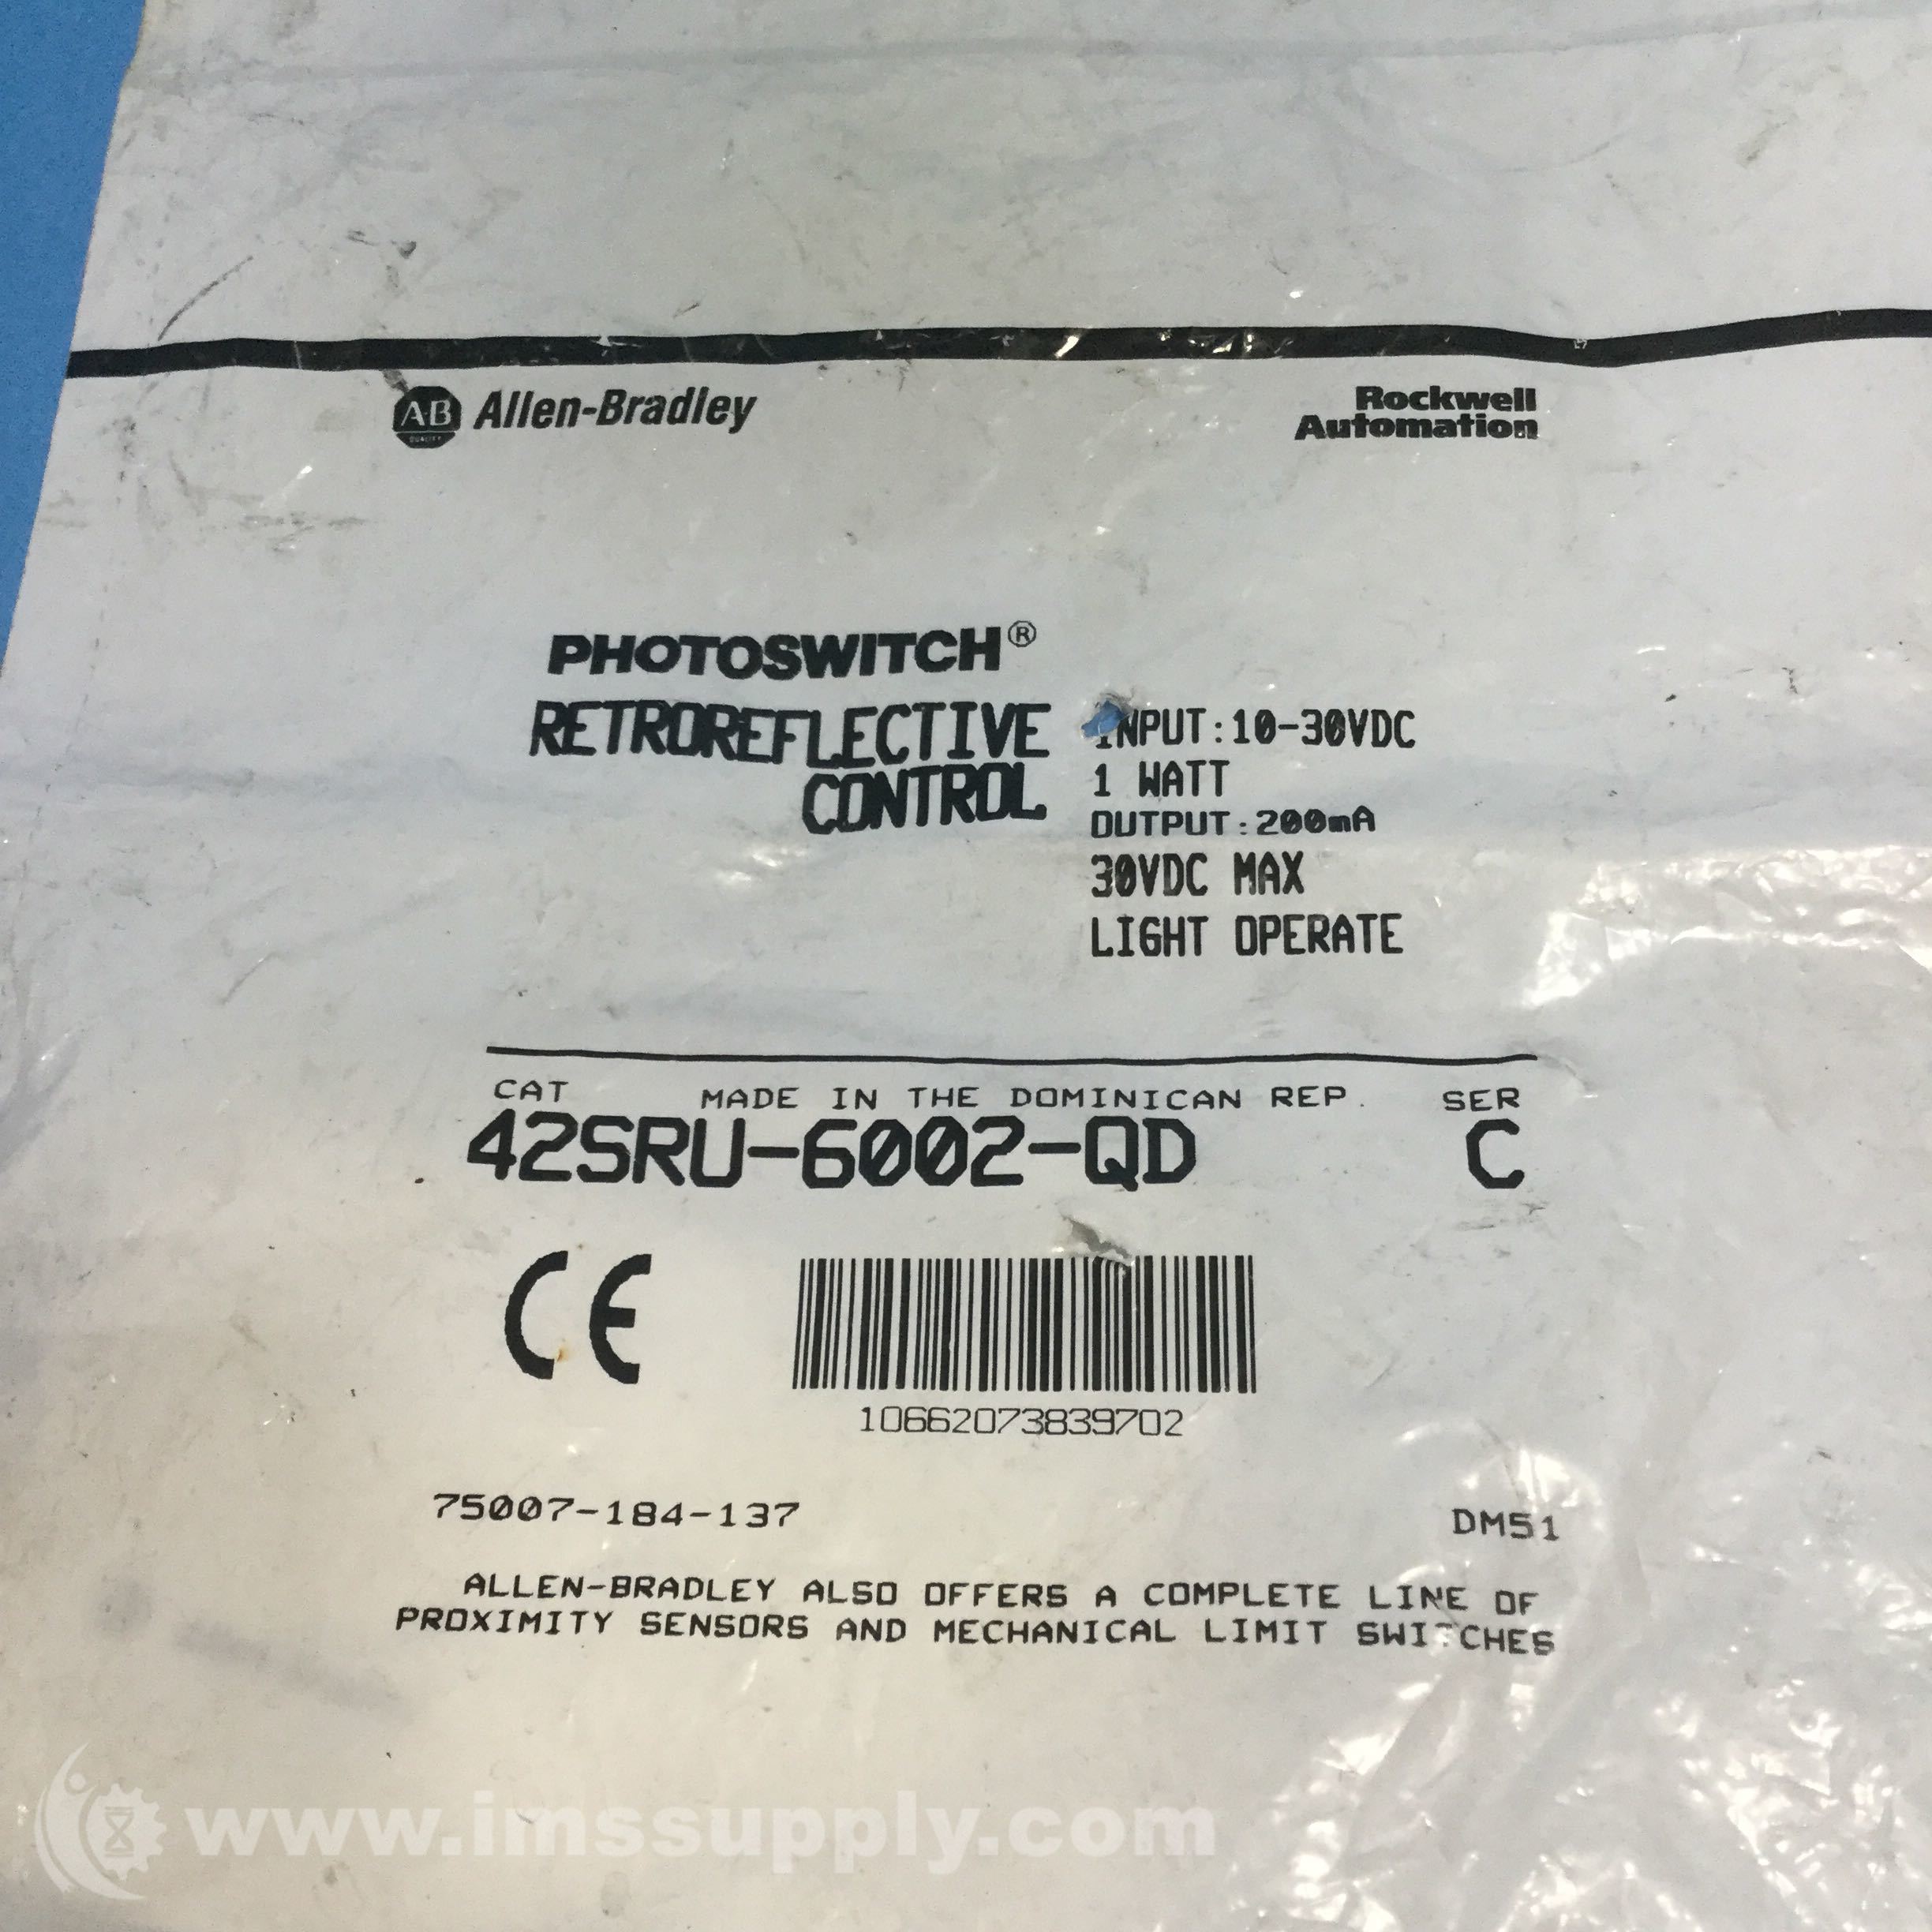 AB QUALITY Allen-Bradley
Rockwell
Automation
PHOTOSWITCH®
RETROREFLECTIVE
CONTROL
INPUT:10-30VDC
1 WATT
OUTPUT:200mA
30VDC MAX
LIGHT OPERATE
CAT MADE IN THE DOMINICAN REP. SER
42SRU-6002-QD C
CE
10662073839702
75007-184-137 DM51
ALLEN-BRADLEY ALSO OFFERS A COMPLETE LINE OF
PROXIMITY SENSORS AND MECHANICAL LIMIT SWITCHES
www.imssupply.com